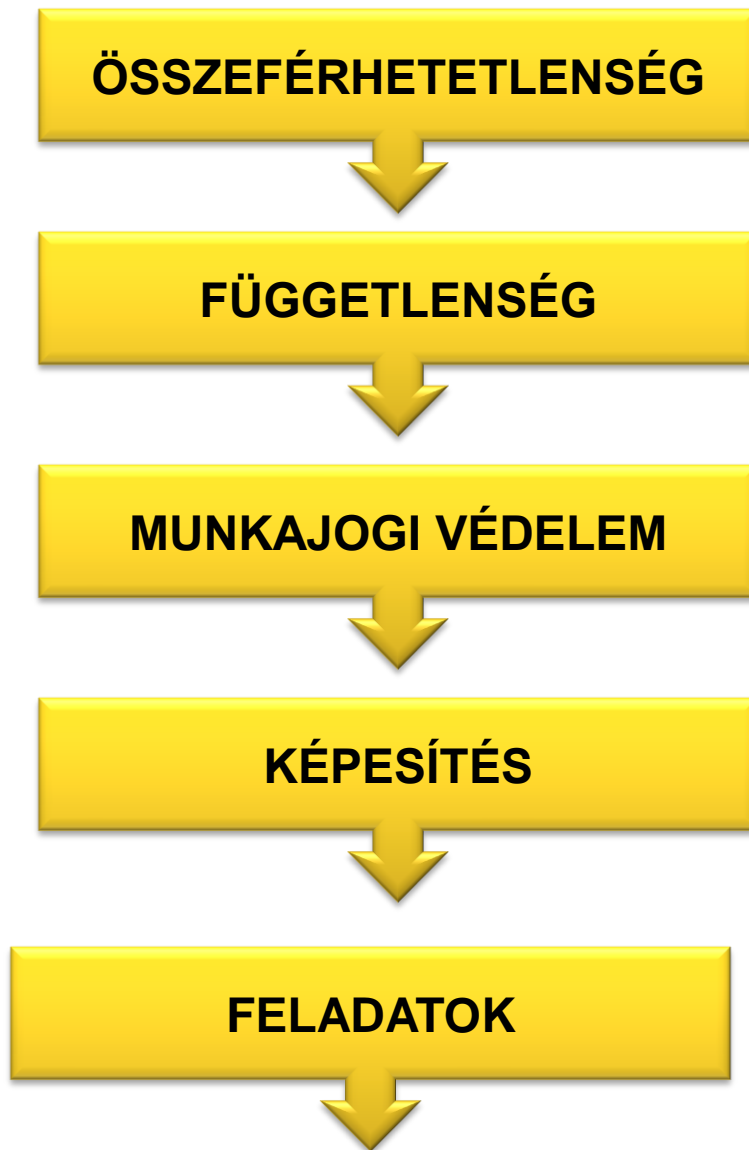 ÖSSZEFÉRHETETLENSÉG
FÜGGETLENSÉG
MUNKAJOGI VÉDELEM
KÉPESÍTÉS
FELADATOK